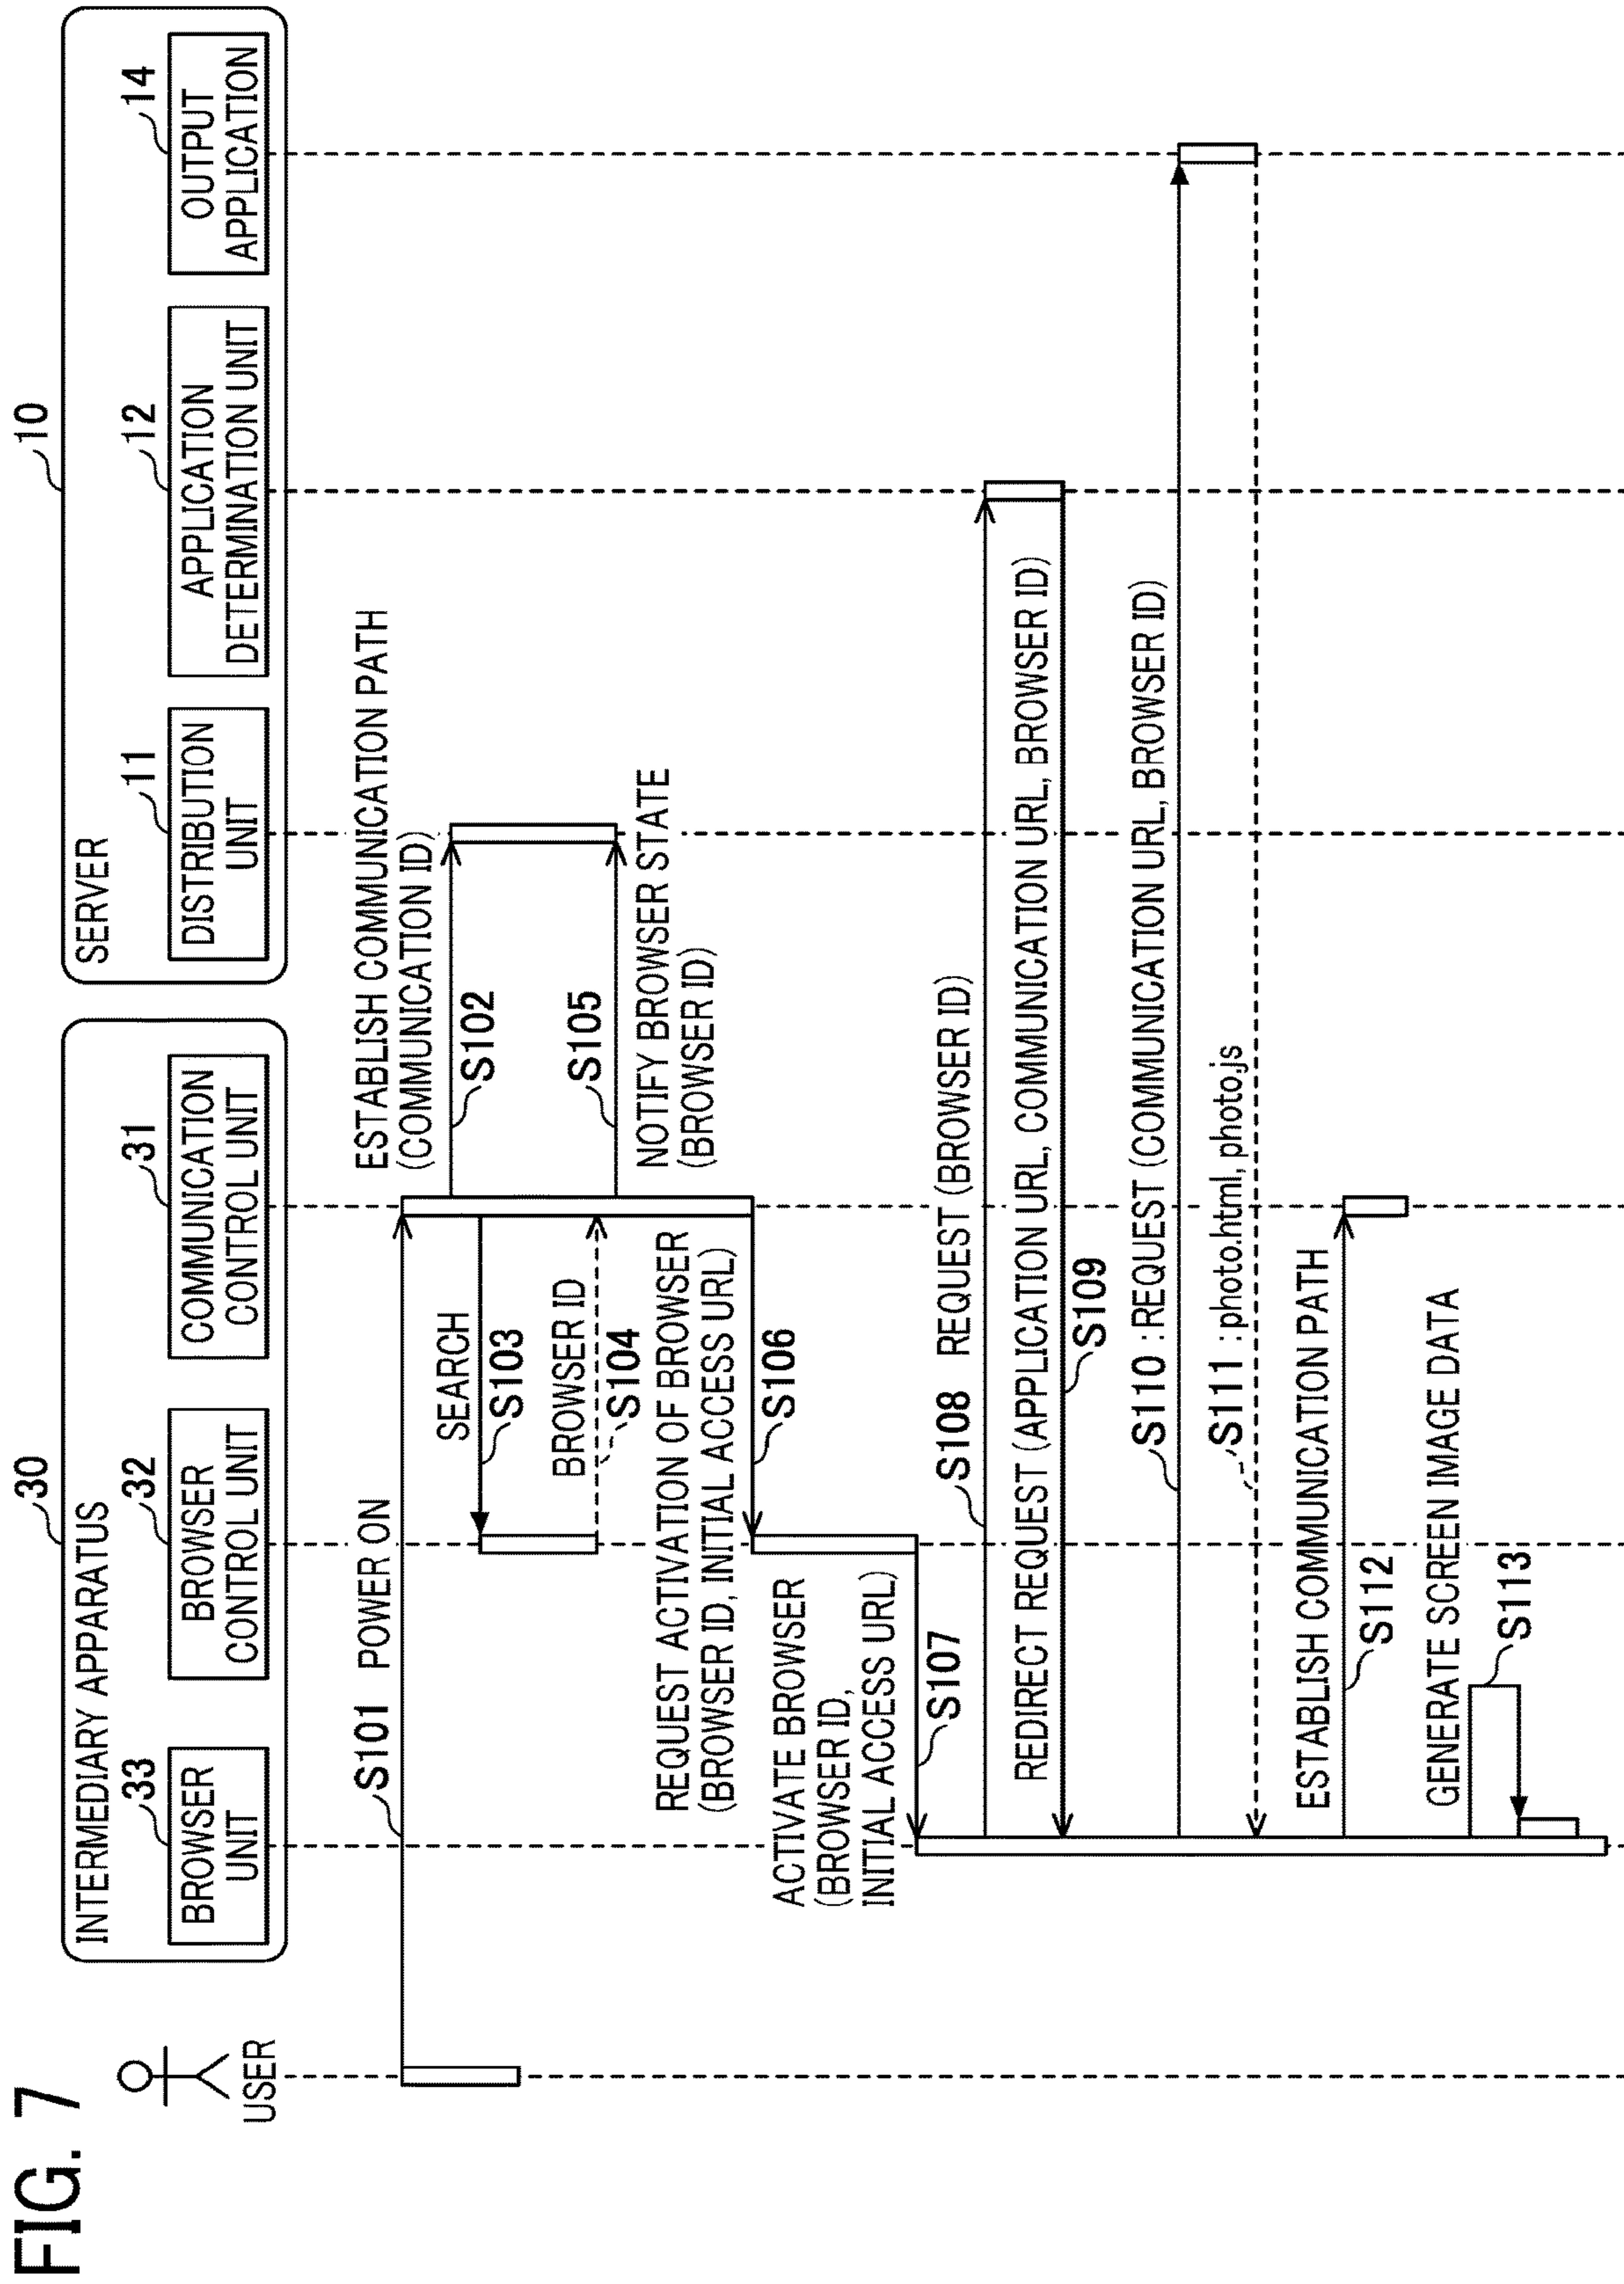 FIG. 7
USER
30
INTERMEDIARY APPARATUS
33
BROWSER
UNIT
32
BROWSER
CONTROL UNIT
31
COMMUNICATION
CONTROL UNIT
10
SERVER
11
DISTRIBUTION
UNIT
12
APPLICATION
DETERMINATION UNIT
14
OUTPUT
APPLICATION
S101 POWER ON
ESTABLISH COMMUNICATION PATH
(COMMUNICATION ID)
S102
SEARCH
S103
BROWSER ID
S104
S105
NOTIFY BROWSER STATE
(BROWSER ID)
REQUEST ACTIVATION OF BROWSER
(BROWSER ID, INITIAL ACCESS URL)
S106
ACTIVATE BROWSER
(BROWSER ID,
INITIAL ACCESS URL)
S107
S108 REQUEST (BROWSER ID)
REDIRECT REQUEST (APPLICATION URL, COMMUNICATION URL, BROWSER ID)
S109
S110 : REQUEST (COMMUNICATION URL, BROWSER ID)
S111 : photo.html, photo.js
ESTABLISH COMMUNICATION PATH
S112
GENERATE SCREEN IMAGE DATA
S113